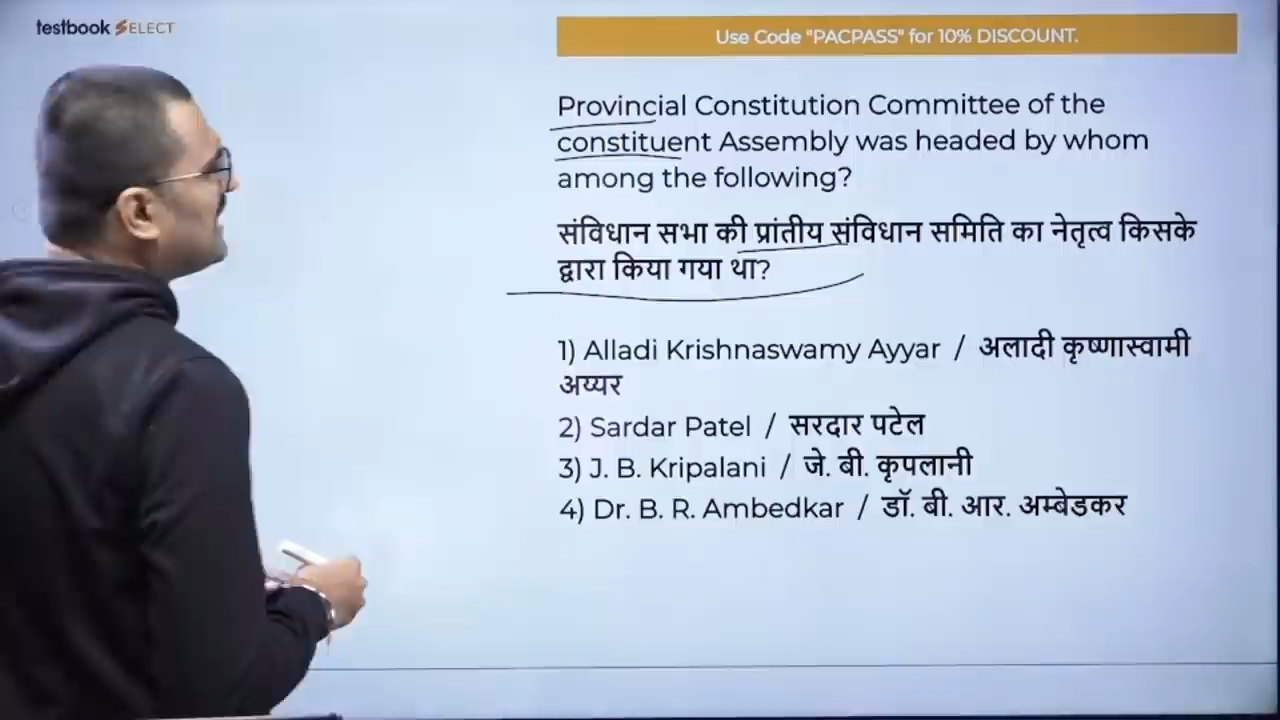 testbook SELECT
Use Code "PACPASS" for 10% DISCOUNT.
Provincial Constitution Committee of the
constituent Assembly was headed by whom
among the following?
संविधान सभा की प्रांतीय संविधान समिति का नेतृत्व किसके
द्वारा किया गया था?
1) Alladi Krishnaswamy Ayyar / अलादी कृष्णास्वामी
अय्यर
2) Sardar Patel / सरदार पटेल
3) J. B. Kripalani / जे. बी. कृपलानी
4) Dr. B. R. Ambedkar / डॉ. बी. आर. अम्बेडकर